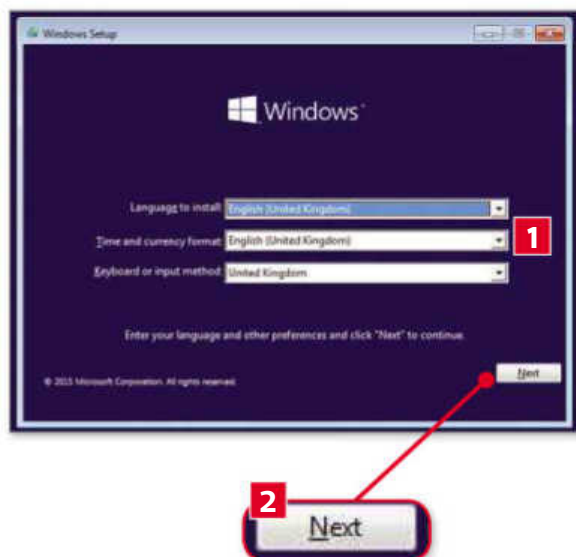 Windows Setup
Windows
Language to install: English (United Kingdom)
Time and currency format: English (United Kingdom)
1
Keyboard or input method: United Kingdom
Enter your language and other preferences and click "Next" to continue.
Next
© 2015 Microsoft Corporation. All rights reserved.
2
Next